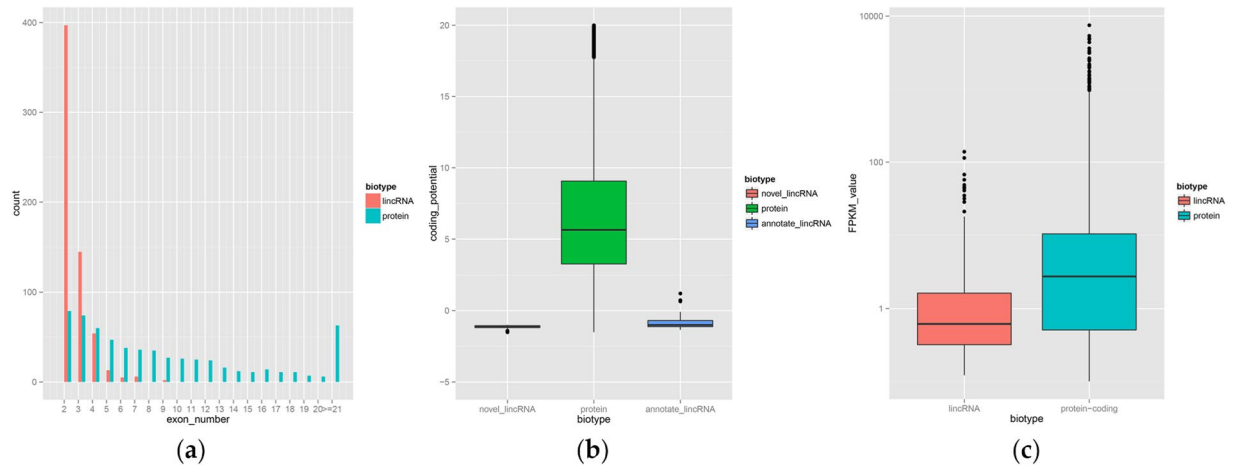 400
300
200
100
0
count
2 3 4 5 6 7 8 9 10 11 12 13 14 15 16 17 18 19 20 >=21
exon_number
biotype
lincRNA
protein
(a)
20
15
10
5
0
−5
coding_potential
novel_lincRNA protein annotate_lincRNA
biotype
biotype
novel_lincRNA
protein
annotate_lincRNA
(b)
10000
100
1
FPKM_value
lincRNA protein−coding
biotype
biotype
lincRNA
protein
(c)